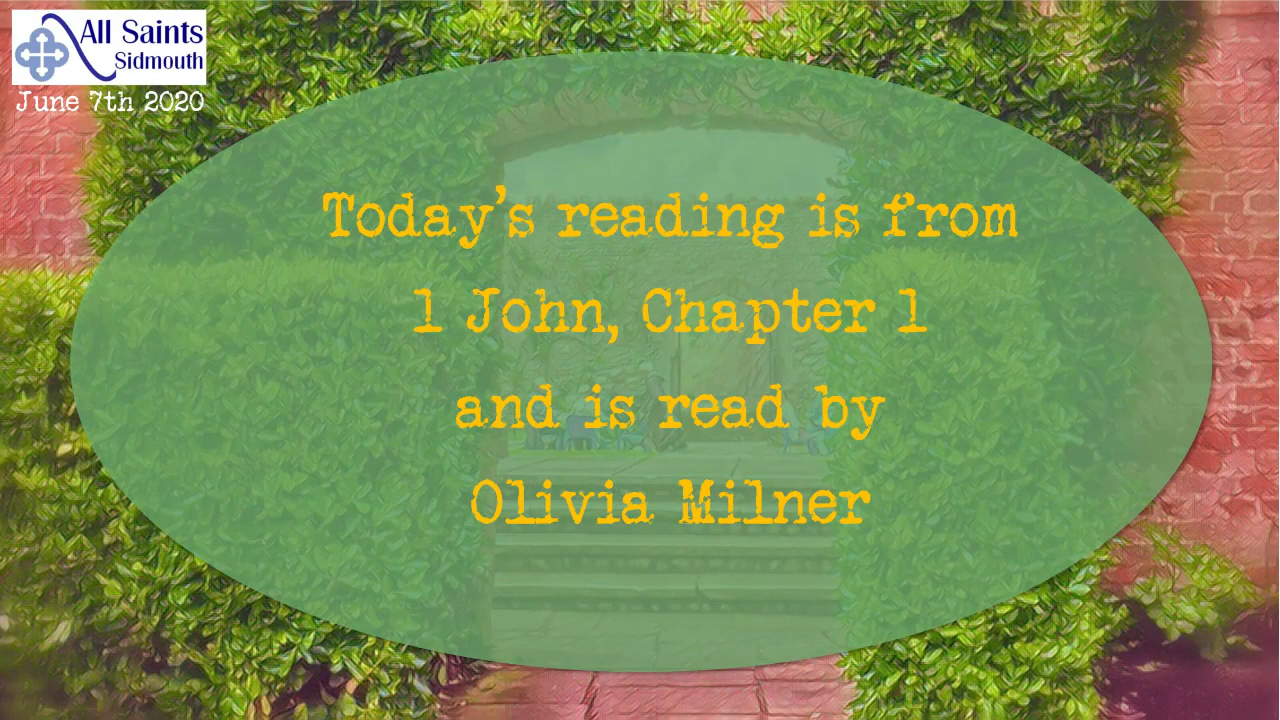 All Saints
Sidmouth
June 7th 2020
Today's reading is from
1 John, Chapter 1
and is read by
Olivia Milner